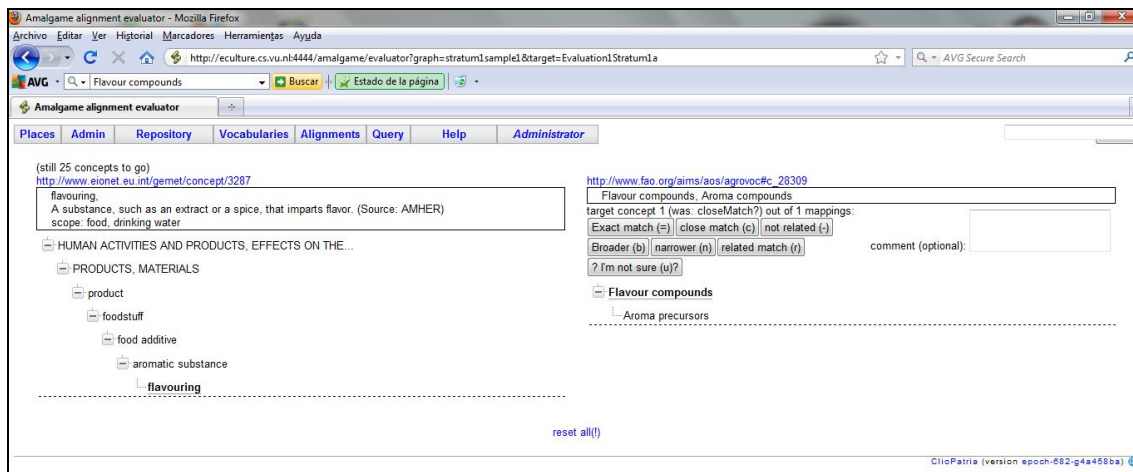 Amalgame alignment evaluator - Mozilla Firefox
Archivo Editar Ver Historial Marcadores Herramientas Ayuda
http://eculture.cs.vu.nl:4444/amalgame/evaluator?graph=stratum1sample1&target=Evaluation1Stratum1a
AVG Secure Search
AVG Flavour compounds Buscar Estado de la página
Amalgame alignment evaluator
Places Admin Repository Vocabularies Alignments Query Help Administrator
(still 25 concepts to go)
http://www.eionet.eu.int/gemet/concept/3287
flavouring,
A substance, such as an extract or a spice, that imparts flavor. (Source: AMHER)
scope: food, drinking water
HUMAN ACTIVITIES AND PRODUCTS, EFFECTS ON THE...
PRODUCTS, MATERIALS
product
foodstuff
food additive
aromatic substance
flavouring
http://www.fao.org/aims/aos/agrovoc#c_28309
Flavour compounds, Aroma compounds
target concept 1 (was: closeMatch?) out of 1 mappings:
Exact match (=) close match (c) not related (-)
Broader (b) narrower (n) related match (r)
comment (optional):
? I'm not sure (u)?
Flavour compounds
Aroma precursors
reset all(!)
ClioPatria (version epoch-682-g4a458ba)